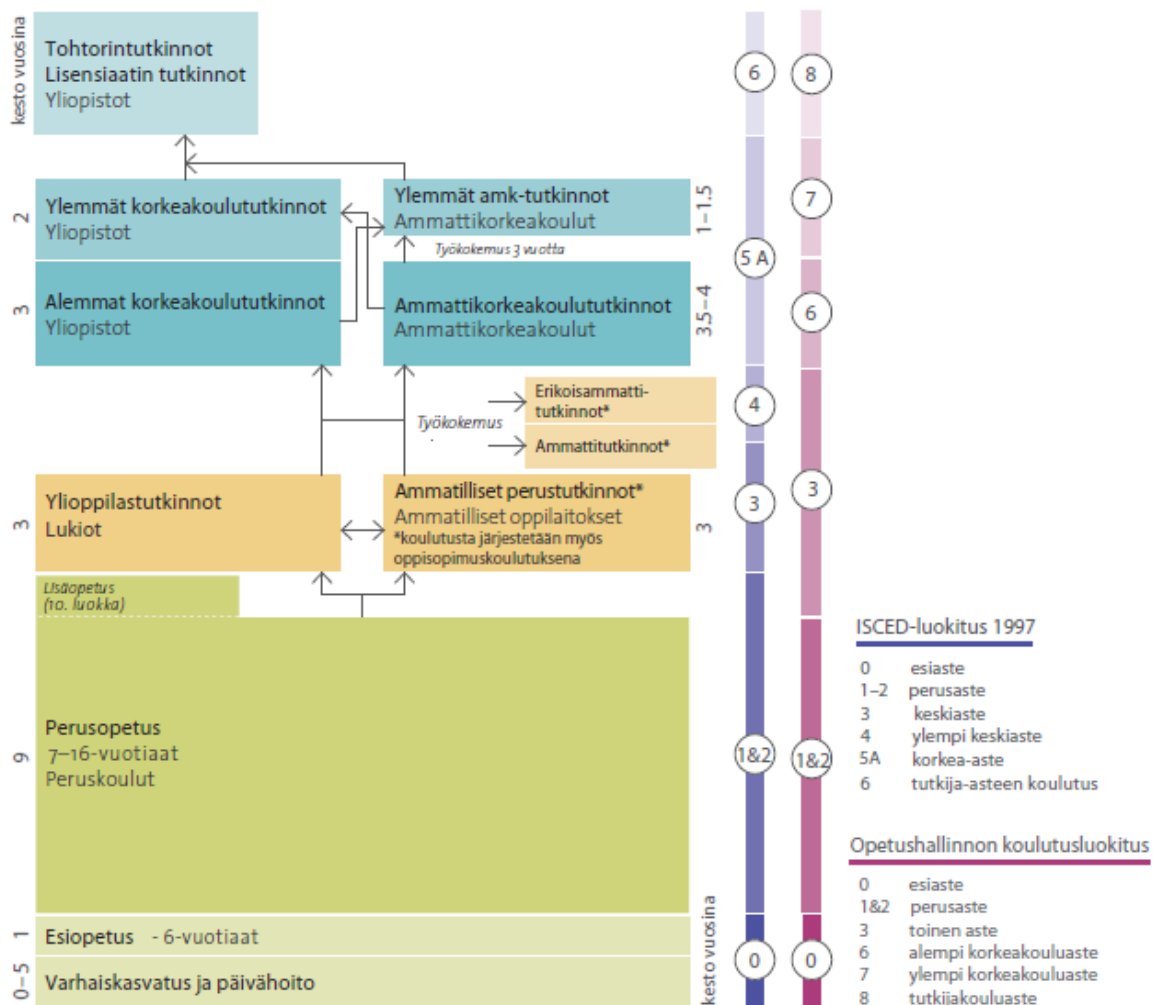 kesto vuosina
Tohtorintutkinnot
Lisensiaatin tutkinnot
Yliopistot
6
8
2
Ylemmät korkeakoulututkinnot
Yliopistot
Ylemmät amk-tutkinnot
Ammattikorkeakoulut
1–1.5
7
Työkokemus 3 vuotta
5 A
3
Alemmat korkeakoulututkinnot
Yliopistot
Ammattikorkeakoulututkinnot
Ammattikorkeakoulut
3.5–4
6
Työkokemus
Erikoisammatti-
tutkinnot*
Ammattitutkinnot*
4
3
Ylioppilastutkinnot
Lukiot
Ammatilliset perustutkinnot*
Ammatilliset oppilaitokset
*koulutusta järjestetään myös
oppisopimuskoulutuksena
3
3
3
Lisäopetus
(10. luokka)
9
Perusopetus
7–16-vuotiaat
Peruskoulut
1&2
1&2
1
Esiopetus - 6-vuotiaat
0–5
Varhaiskasvatus ja päivähoito
kesto vuosina
0
0
ISCED-luokitus 1997
0 esiaste
1–2 perusaste
3 keskiaste
4 ylempi keskiaste
5A korkea-aste
6 tutkija-asteen koulutus
Opetushallinnon koulutusluokitus
0 esiaste
1&2 perusaste
3 toinen aste
6 alempi korkeakouluaste
7 ylempi korkeakouluaste
8 tutkijakouluaste